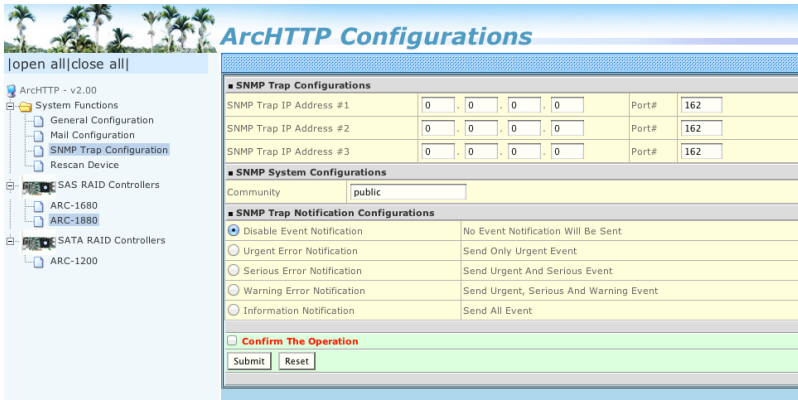 ArcHTTP Configurations
|open all|close all|
ArcHTTP - v2.00
System Functions
General Configuration
Mail Configuration
SNMP Trap Configuration
Rescan Device
SAS RAID Controllers
ARC-1680
ARC-1880
SATA RAID Controllers
ARC-1200
SNMP Trap Configurations
SNMP Trap IP Address #1 0 . 0 . 0 . 0 Port# 162
SNMP Trap IP Address #2 0 . 0 . 0 . 0 Port# 162
SNMP Trap IP Address #3 0 . 0 . 0 . 0 Port# 162
SNMP System Configurations
Community public
SNMP Trap Notification Configurations
Disable Event Notification No Event Notification Will Be Sent
Urgent Error Notification Send Only Urgent Event
Serious Error Notification Send Urgent And Serious Event
Warning Error Notification Send Urgent, Serious And Warning Event
Information Notification Send All Event
Confirm The Operation
Submit Reset